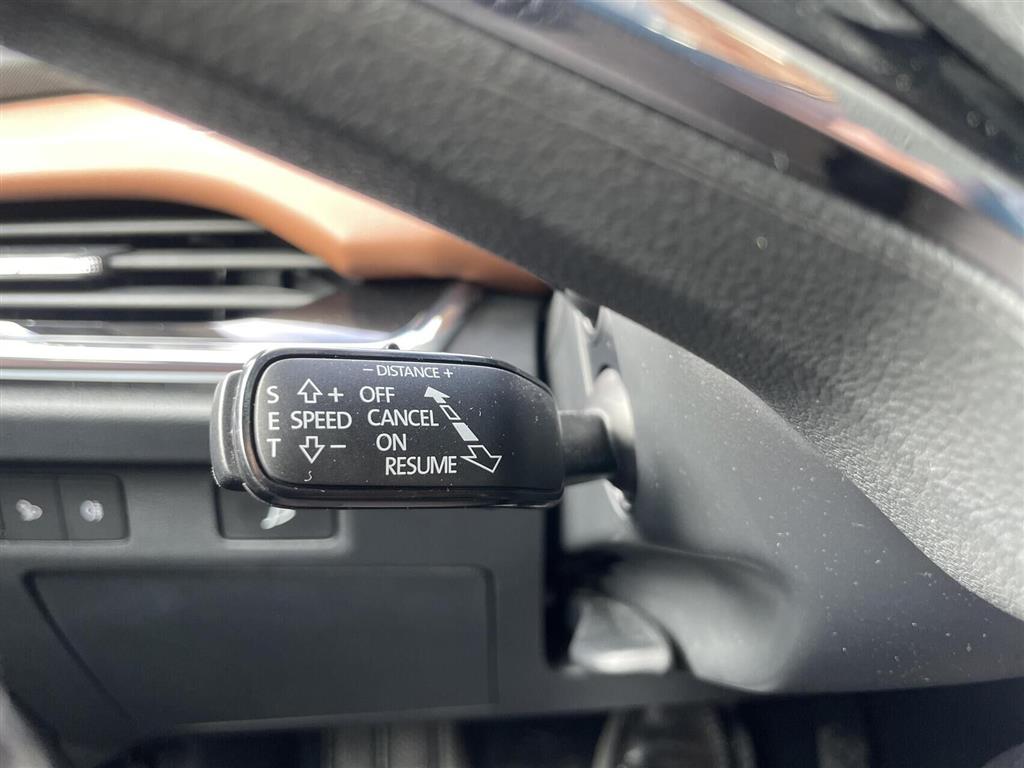 − DISTANCE +
S + OFF
E SPEED CANCEL
T − ON
RESUME